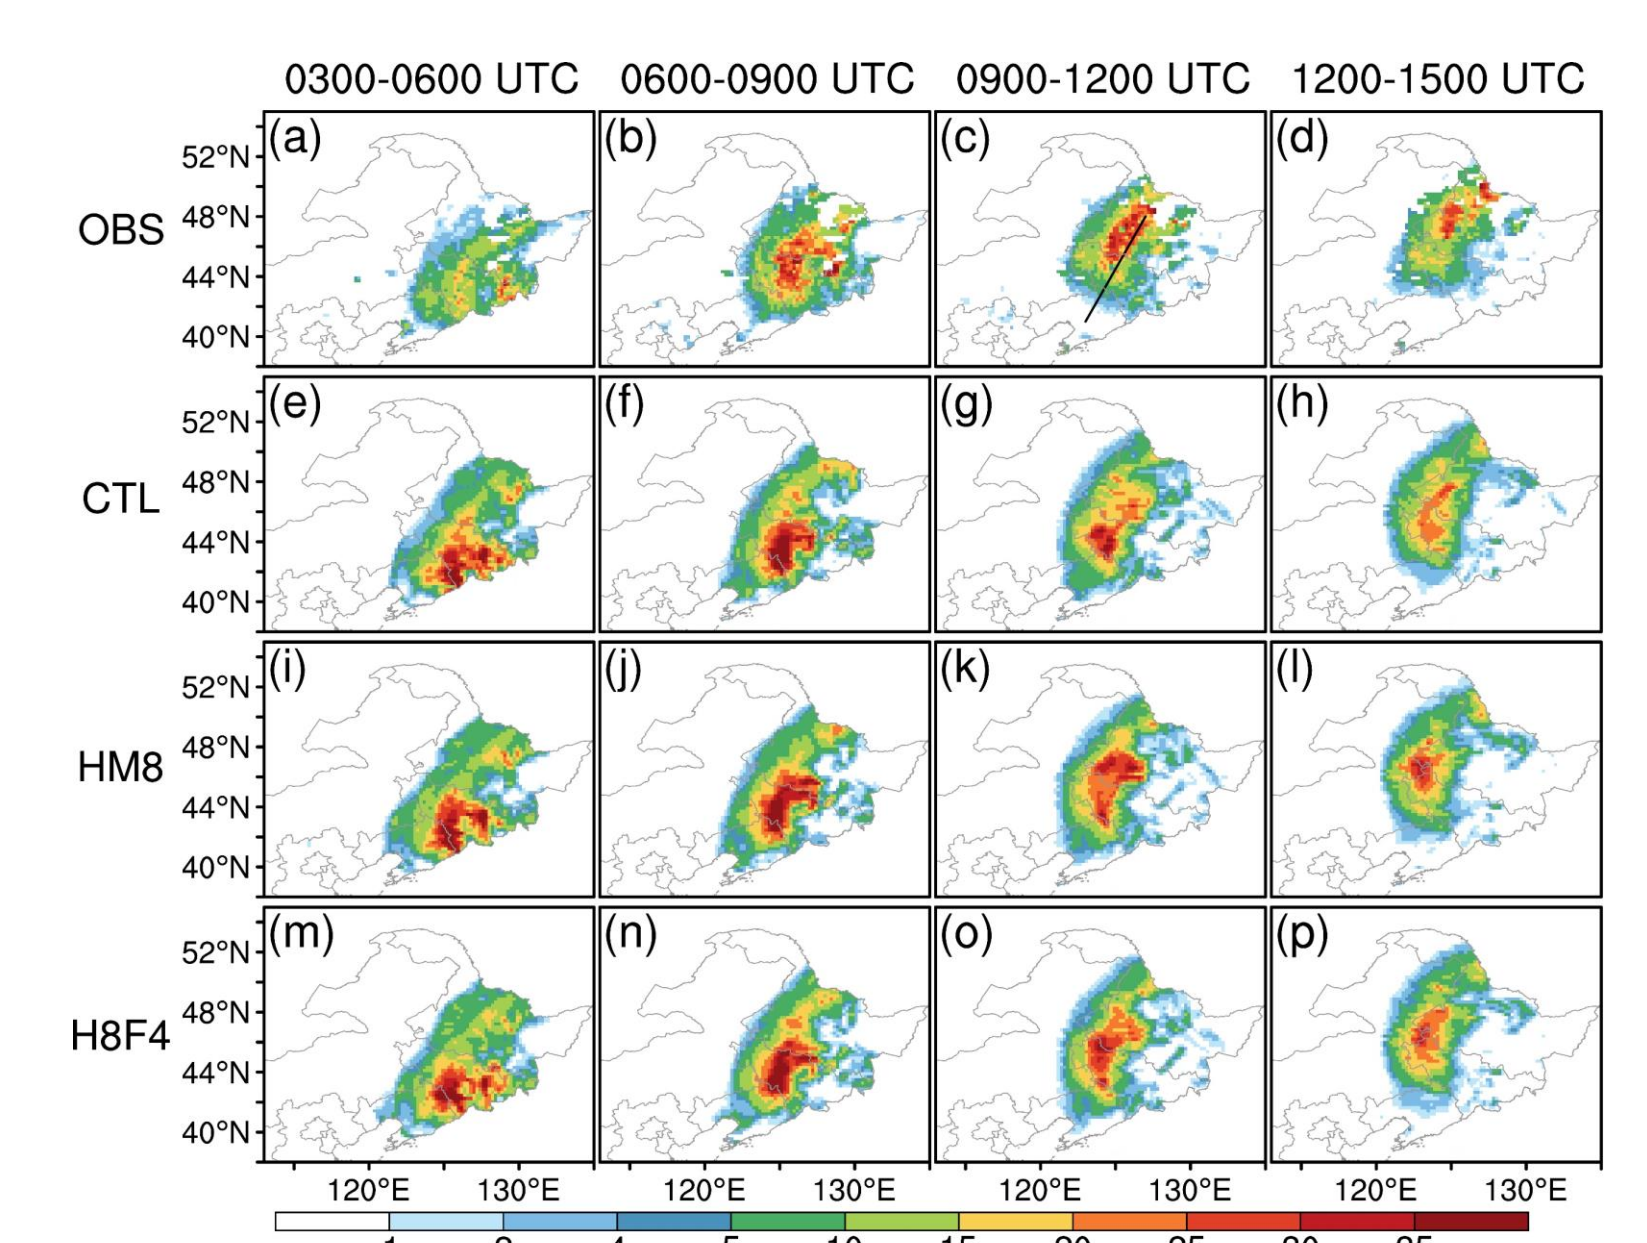 0300-0600 UTC 0600-0900 UTC 0900-1200 UTC 1200-1500 UTC
(a) (b) (c) (d)
52°N
OBS 48°N
44°N
40°N
(e) (f) (g) (h)
52°N
CTL 48°N
44°N
40°N
(i) (j) (k) (l)
52°N
HM8 48°N
44°N
40°N
(m) (n) (o) (p)
52°N
H8F4 48°N
44°N
40°N
120°E 130°E 120°E 130°E 120°E 130°E 120°E 130°E